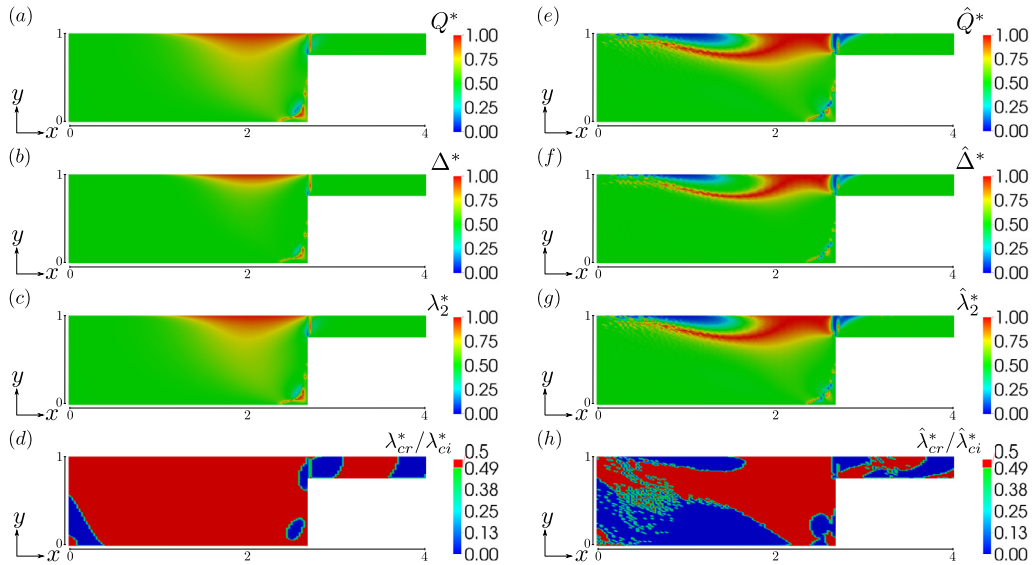 (a) Q* 1.00
1 0.75
y 0.50
0.25
0 0.00
x 0 2 4
(b) Δ* 1.00
1 0.75
y 0.50
0.25
0 0.00
x 0 2 4
(c) λ₂* 1.00
1 0.75
y 0.50
0.25
0 0.00
x 0 2 4
(d) λ*cr/λ*ci 0.5
1 0.49
0.38
y 0.25
0.13
0 0.00
x 0 2 4
(e) Q̂* 1.00
1 0.75
y 0.50
0.25
0 0.00
x 0 2 4
(f) Δ̂* 1.00
1 0.75
y 0.50
0.25
0 0.00
x 0 2 4
(g) λ̂₂* 1.00
1 0.75
y 0.50
0.25
0 0.00
x 0 2 4
(h) λ̂*cr/λ̂*ci 0.5
1 0.49
0.38
y 0.25
0.13
0 0.00
x 0 2 4